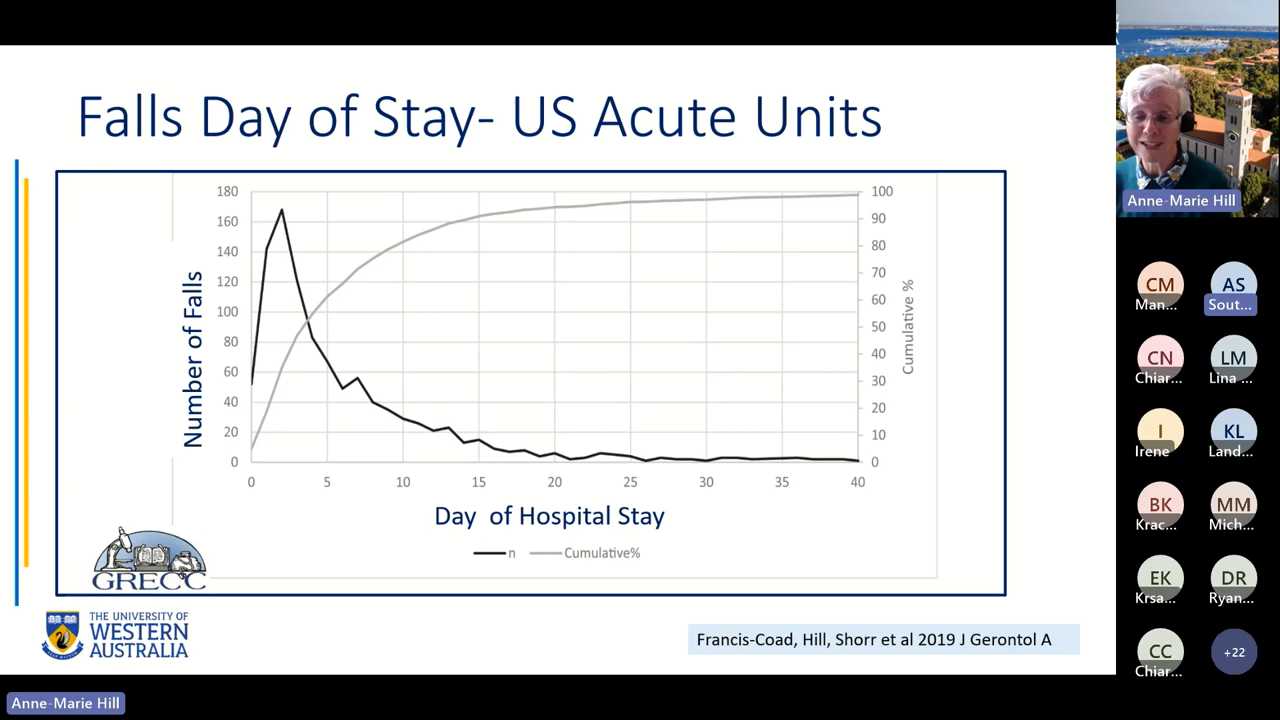 Falls Day of Stay- US Acute Units
180
160
140
120
100
80
60
40
20
0
Number of Falls
100
90
80
70
60
50
40
30
20
10
0
Cumulative %
0 5 10 15 20 25 30 35 40
Day of Hospital Stay
n Cumulative%
GRECC
THE UNIVERSITY OF
WESTERN
AUSTRALIA
Francis-Coad, Hill, Shorr et al 2019 J Gerontol A
Anne-Marie Hill
Anne-Marie Hill
CM AS
Man... Sout...
CN LM
Chiar... Lina ...
I KL
Irene Land...
BK MM
Krac... Mich...
EK DR
Krsa... Ryan...
CC +22
Chiar...